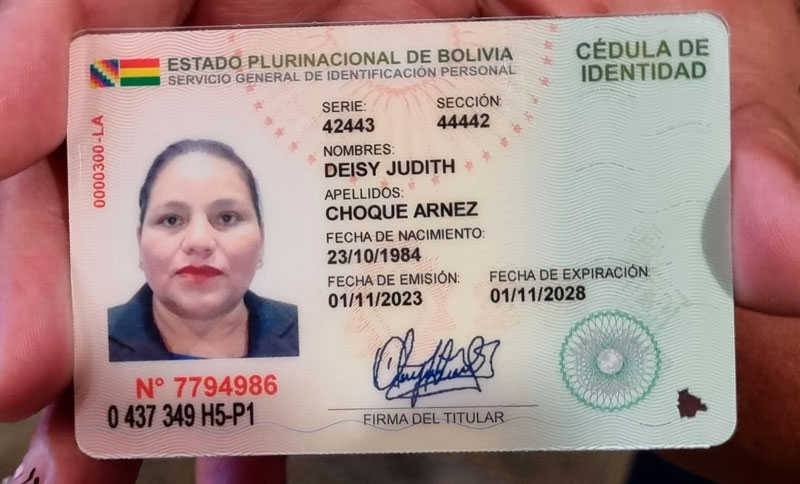 ESTADO PLURINACIONAL DE BOLIVIA
SERVICIO GENERAL DE IDENTIFICACIÓN PERSONAL
CÉDULA DE
IDENTIDAD
0000300-LA
SERIE: SECCIÓN:
42443 44442
NOMBRES:
DEISY JUDITH
APELLIDOS:
CHOQUE ARNEZ
FECHA DE NACIMIENTO:
23/10/1984
FECHA DE EMISIÓN: FECHA DE EXPIRACIÓN:
01/11/2023 01/11/2028
N° 7794986
0 437 349 H5-P1
FIRMA DEL TITULAR